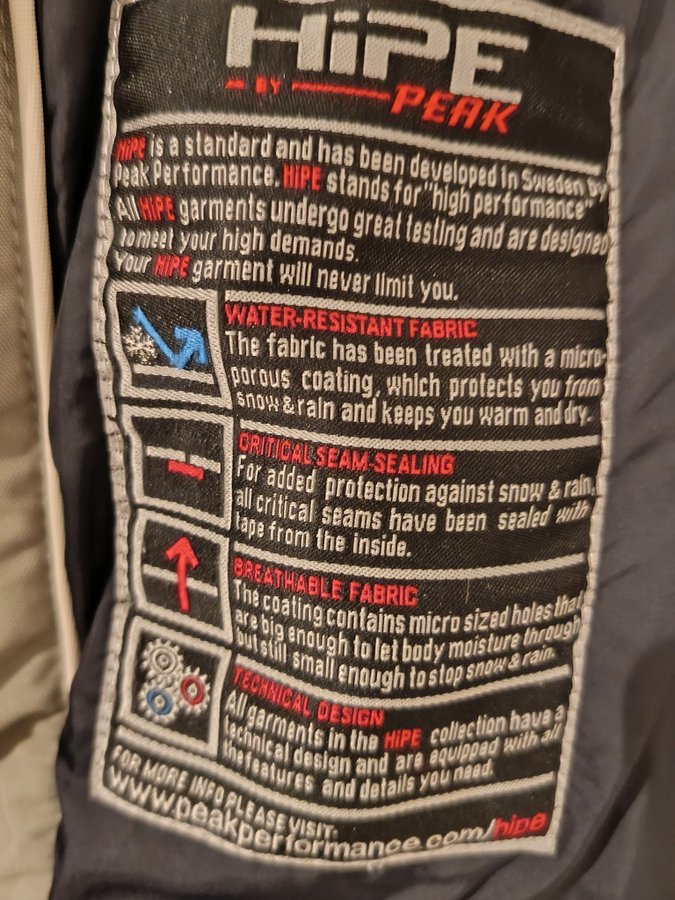 HiPE
BY PEAK
HiPE is a standard and has been developed in Sweden by
Peak Performance. HiPE stands for "high performance"
All HiPE garments undergo great testing and are designed
to meet your high demands.
Your HiPE garment will never limit you.
WATER-RESISTANT FABRIC
The fabric has been treated with a micro-
porous coating, which protects you from
snow & rain and keeps you warm and dry.
CRITICAL SEAM-SEALING
For added protection against snow & rain,
all critical seams have been sealed with
tape from the inside.
BREATHABLE FABRIC
The coating contains micro sized holes that
are big enough to let body moisture through
but still small enough to stop snow & rain.
TECHNICAL DESIGN
All garments in the HiPE collection have a
technical design and are equipped with all
the features and details you need.
FOR MORE INFO PLEASE VISIT:
www.peakperformance.com/hipe